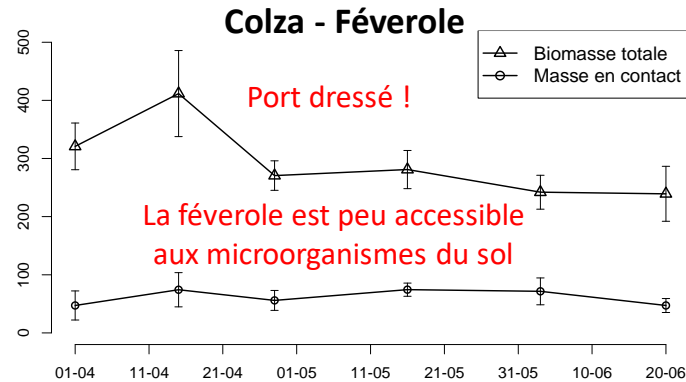 Colza - Féverole
Biomasse totale
Masse en contact
Port dressé !
La féverole est peu accessible
aux microorganismes du sol
500
400
300
200
100
0
01-04 11-04 21-04 01-05 11-05 21-05 31-05 10-06 20-06